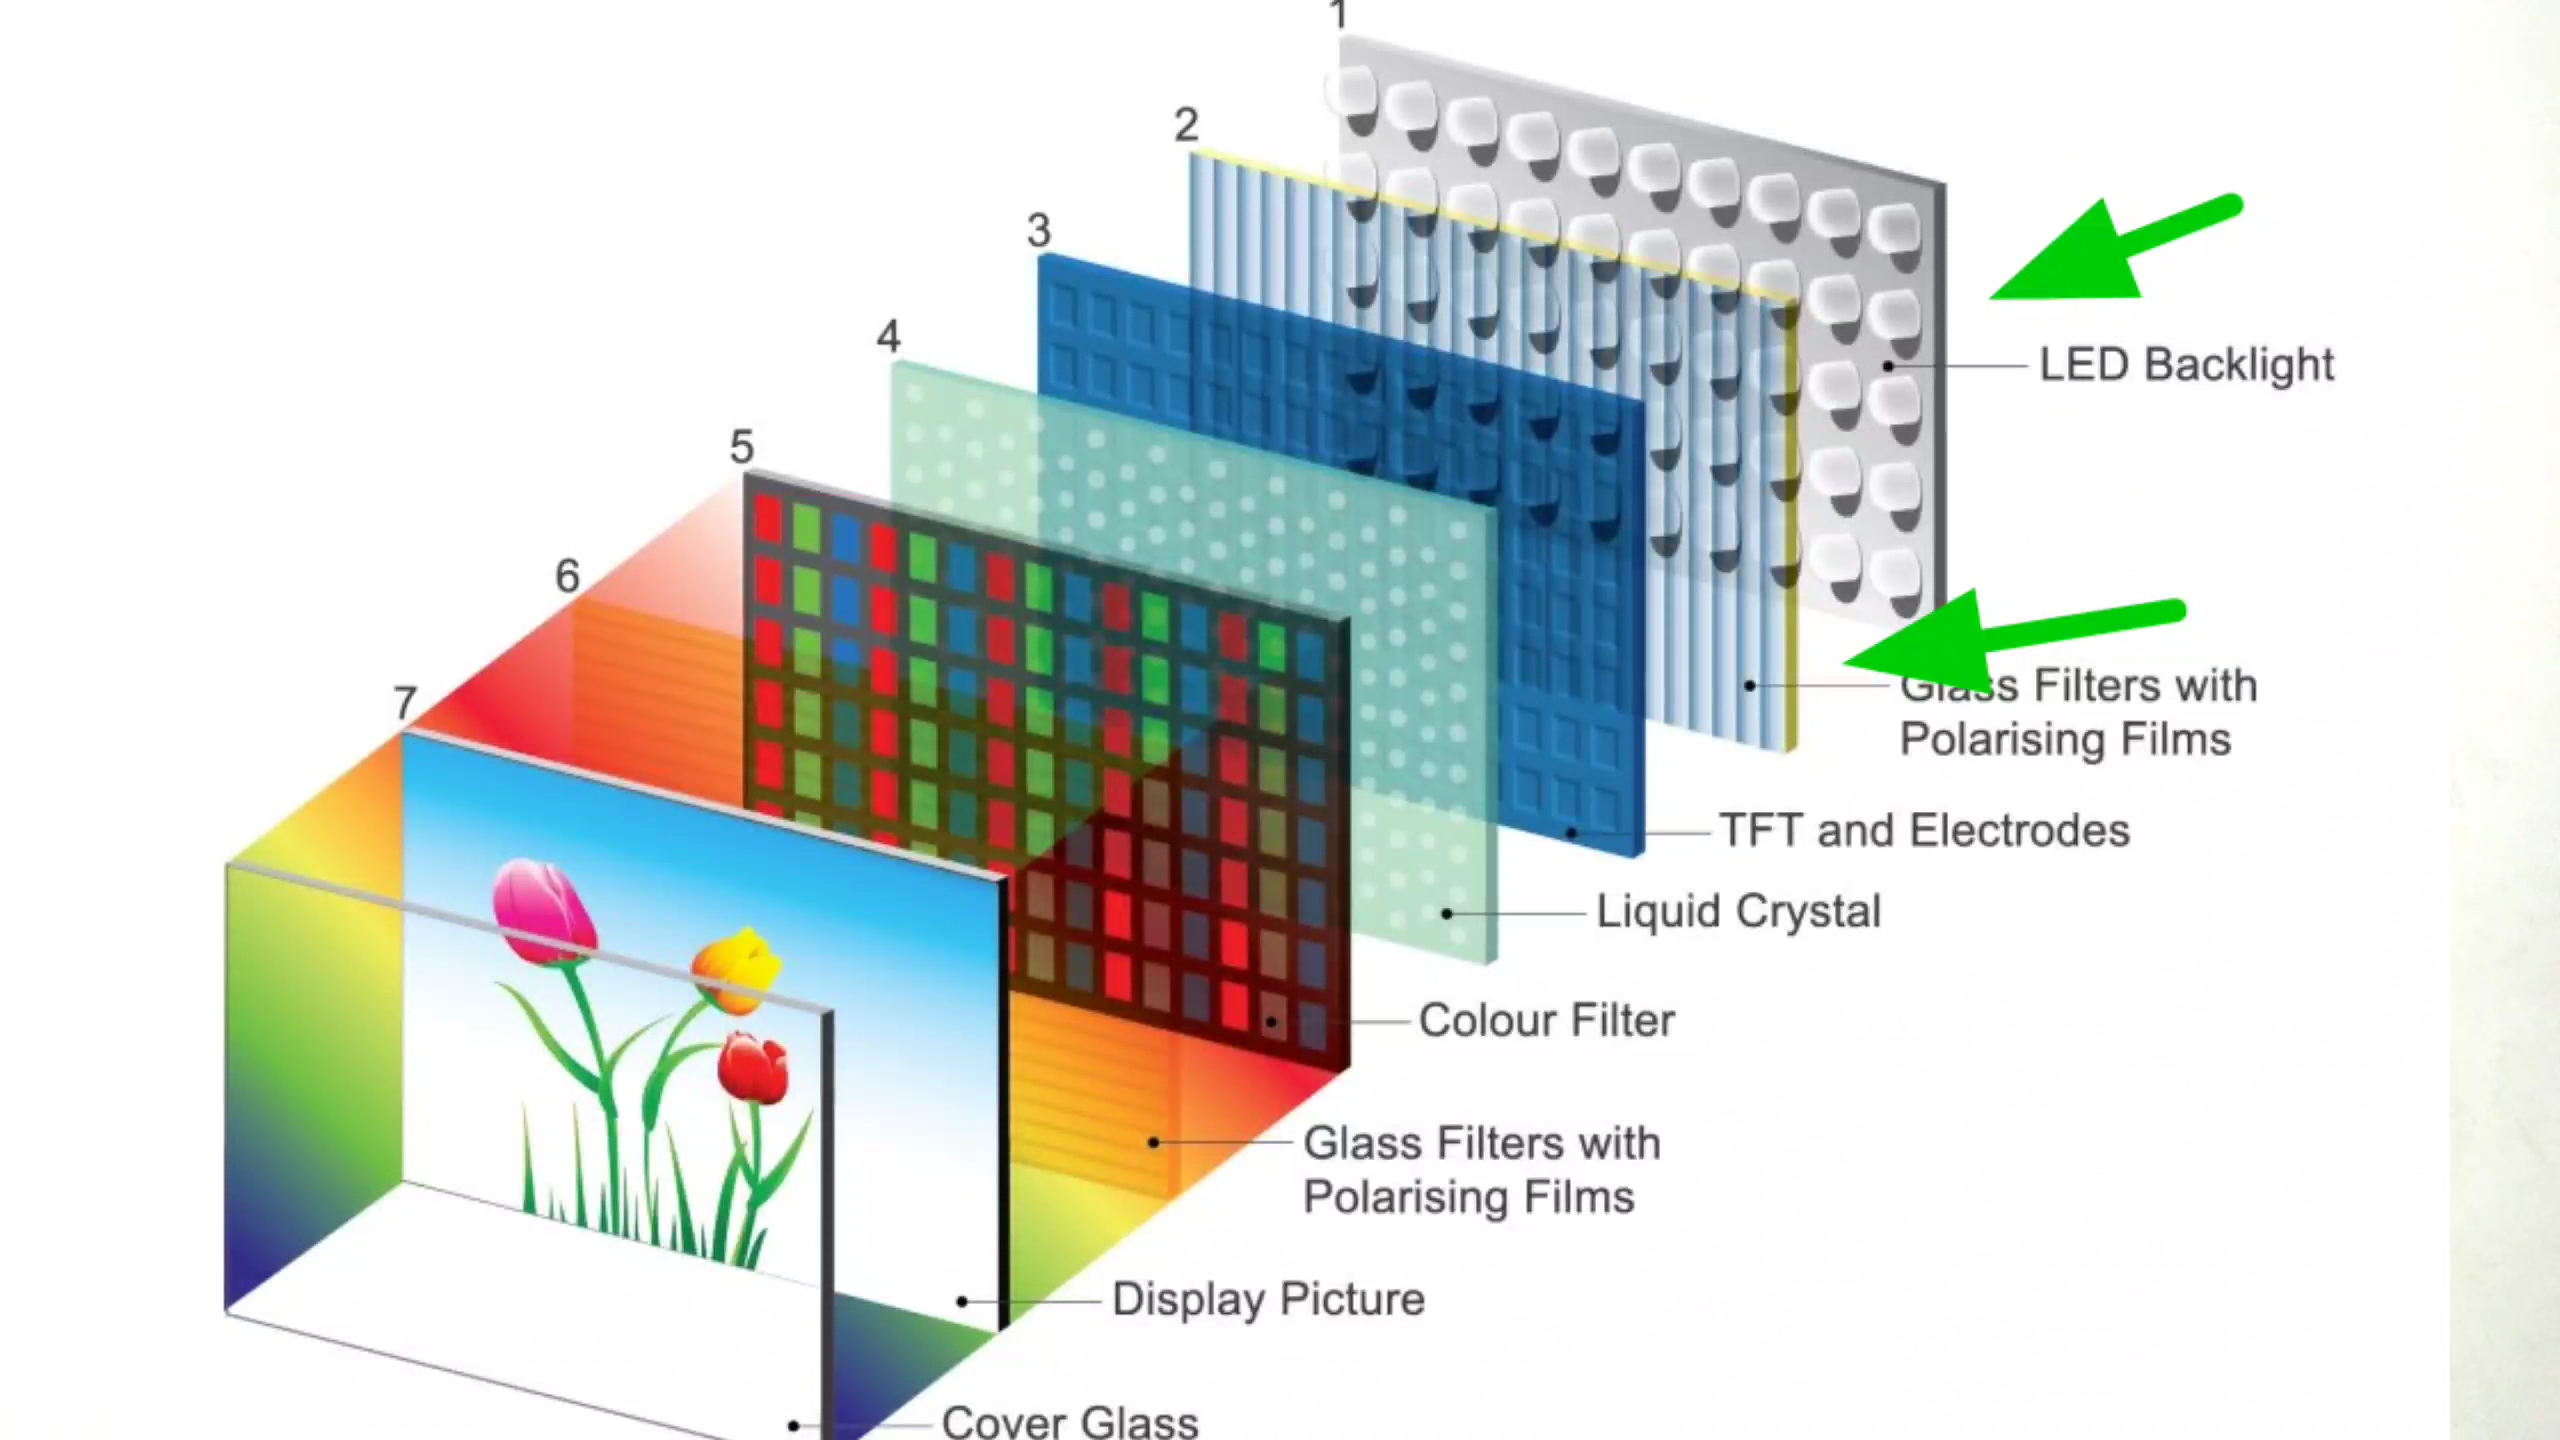 1
2
3
4
5
6
7
LED Backlight
Glass Filters with
Polarising Films
TFT and Electrodes
Liquid Crystal
Colour Filter
Glass Filters with
Polarising Films
Display Picture
Cover Glass